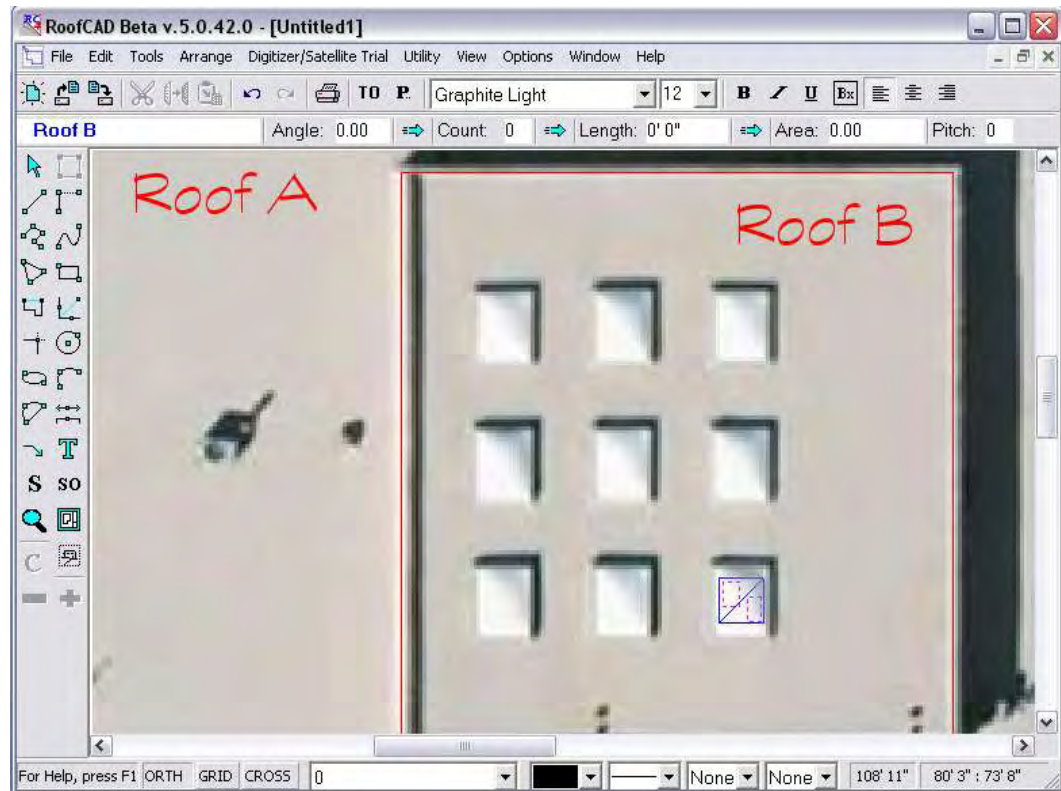 RoofCAD Beta v.5.0.42.0 - [Untitled1]
File Edit Tools Arrange Digitizer/Satellite Trial Utility View Options Window Help
TO P. Graphite Light 12 B I U Bx
Roof B Angle: 0.00 Count: 0 Length: 0' 0" Area: 0.00 Pitch: 0
Roof A
Roof B
T
S SO
C
For Help, press F1 ORTH GRID CROSS 0 None None 108' 11" 80' 3" : 73' 8"